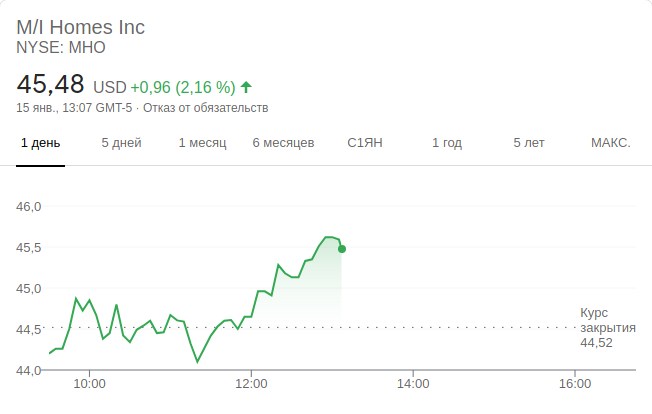 M/I Homes Inc
NYSE: MHO
45,48 USD +0,96 (2,16 %)
15 янв., 13:07 GMT-5 · Отказ от обязательств
1 день 5 дней 1 месяц 6 месяцев С1ЯН 1 год 5 лет МАКС.
46,0
45,5
45,0
44,5
44,0
Курс
закрытия
44,52
10:00 12:00 14:00 16:00